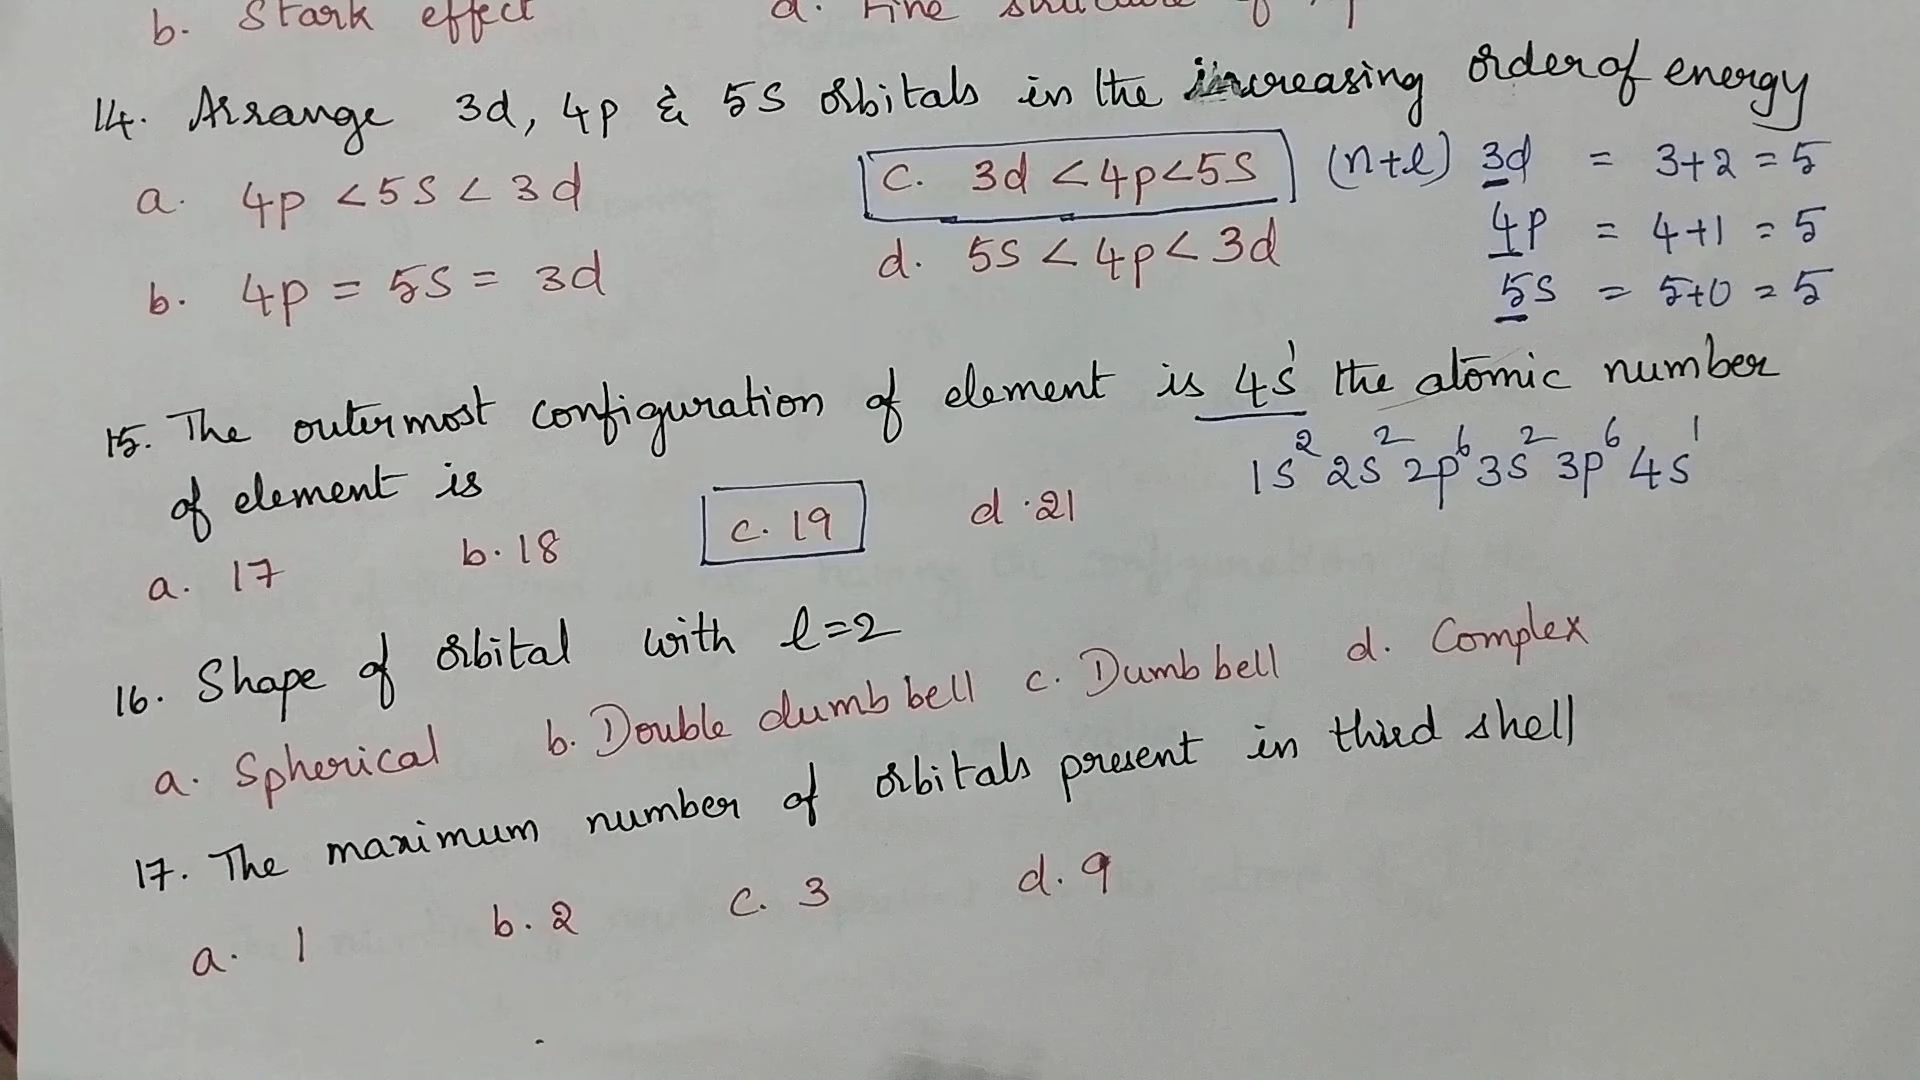 b. Stark effect d. Fine structure of
14. Arrange 3d, 4p & 5S orbitals in the increasing order of energy
a. 4p < 5S < 3d c. 3d < 4p < 5S (n+l) 3d = 3+2 = 5
4p = 4+1 = 5
b. 4p = 5S = 3d d. 5S < 4p < 3d
5S = 5+0 = 5
15. The outermost configuration of element is 4s¹ the atomic number
of element is 1s² 2s² 2p⁶ 3s² 3p⁶ 4s¹
a. 17 b. 18 c. 19 d. 21
16. Shape of orbital with l=2
a. Spherical b. Double dumb bell c. Dumb bell d. Complex
17. The maximum number of orbitals present in third shell
a. 1 b. 2 c. 3 d. 9